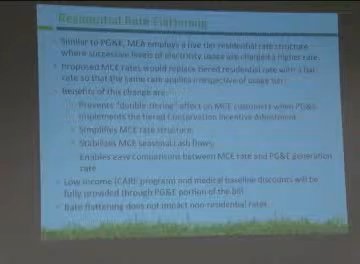 Residential Rate Flattening
Similar to PG&E, MEA employs a five tier residential rate structure
where successive levels of electricity usage are charged a higher rate.
Proposed MCE rates would replace tiered residential rate with a flat
rate so that the same rate applies irrespective of usage tier.
Benefits of this change are:
Prevents "double-tiering" effect on MCE customers when PG&E
implements the tiered Conservation Incentive Adjustment
Simplifies MCE rate structure
Stabilizes MCE seasonal cash flows
Enables ease comparisons between MCE rate and PG&E generation
rate
Low income (CARE program) and medical baseline discounts will be
fully provided through PG&E portion of the bill.
Rate flattening does not impact non-residential rates.